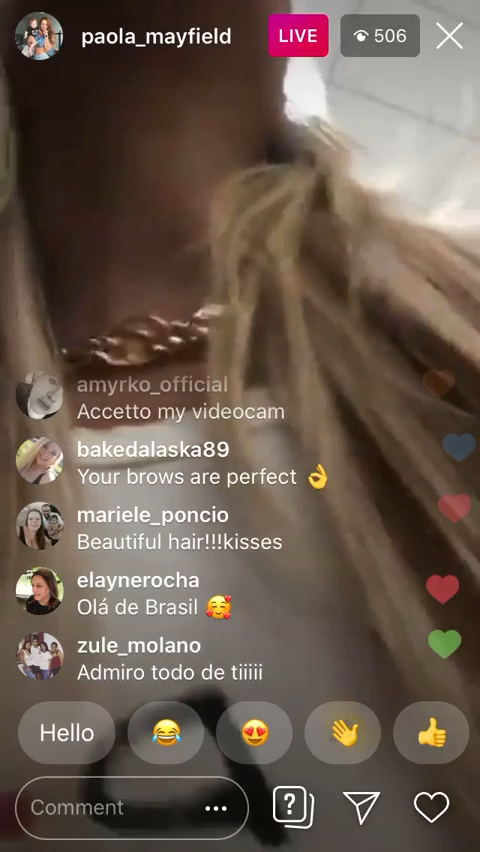 paola_mayfield LIVE 506
amyrko_official
Accetto my videocam
bakedalaska89
Your brows are perfect 👌
mariele_poncio
Beautiful hair!!!kisses
elaynerocha
Olá de Brasil 🥰
zule_molano
Admiro todo de tiiiii
Hello 😂 😍 👋 👍
Comment ... ?